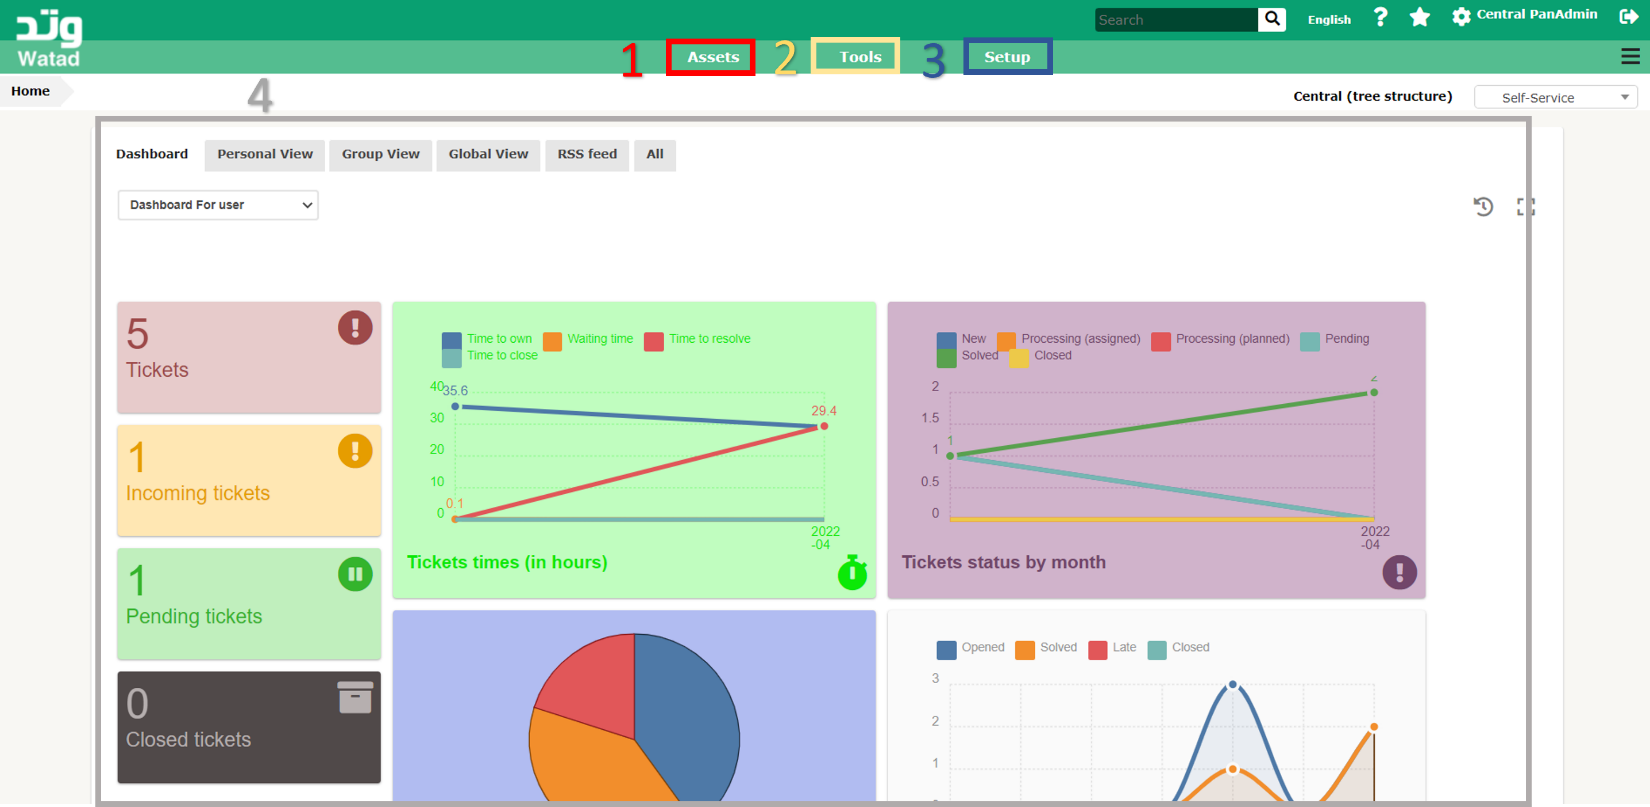 وتد
Watad
Search
English
Central PanAdmin
1 Assets
2 Tools
3 Setup
Home
4
Central (tree structure)
Self-Service
Dashboard
Personal View
Group View
Global View
RSS feed
All
Dashboard For user
5
Tickets
1
Incoming tickets
1
Pending tickets
0
Closed tickets
Time to own
Waiting time
Time to resolve
Time to close
40
35.6
30
29.4
20
10
0.1
0
2022
-04
Tickets times (in hours)
New
Processing (assigned)
Processing (planned)
Pending
Solved
Closed
2
2
1.5
1
1
0.5
0
2022
-04
Tickets status by month
Opened
Solved
Late
Closed
3
2
1